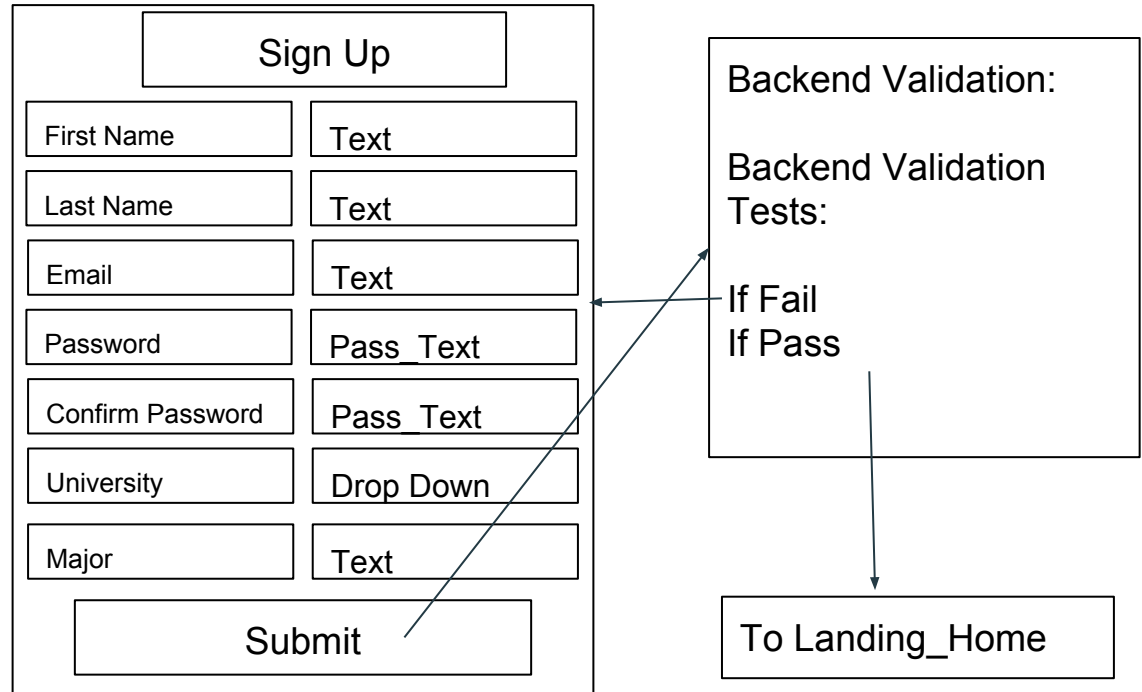 Sign Up
First Name
Text
Last Name
Text
Email
Text
Password
Pass_Text
Confirm Password
Pass_Text
University
Drop Down
Major
Text
Submit
Backend Validation:
Backend Validation
Tests:
If Fail
If Pass
To Landing_Home